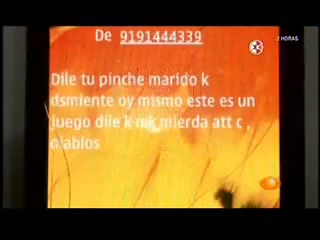 De 9191444339
2 HORAS
Dile tu pinche marido k
dsmiente oy mismo este es un
juego dile k mk mierda att c ,
diablos